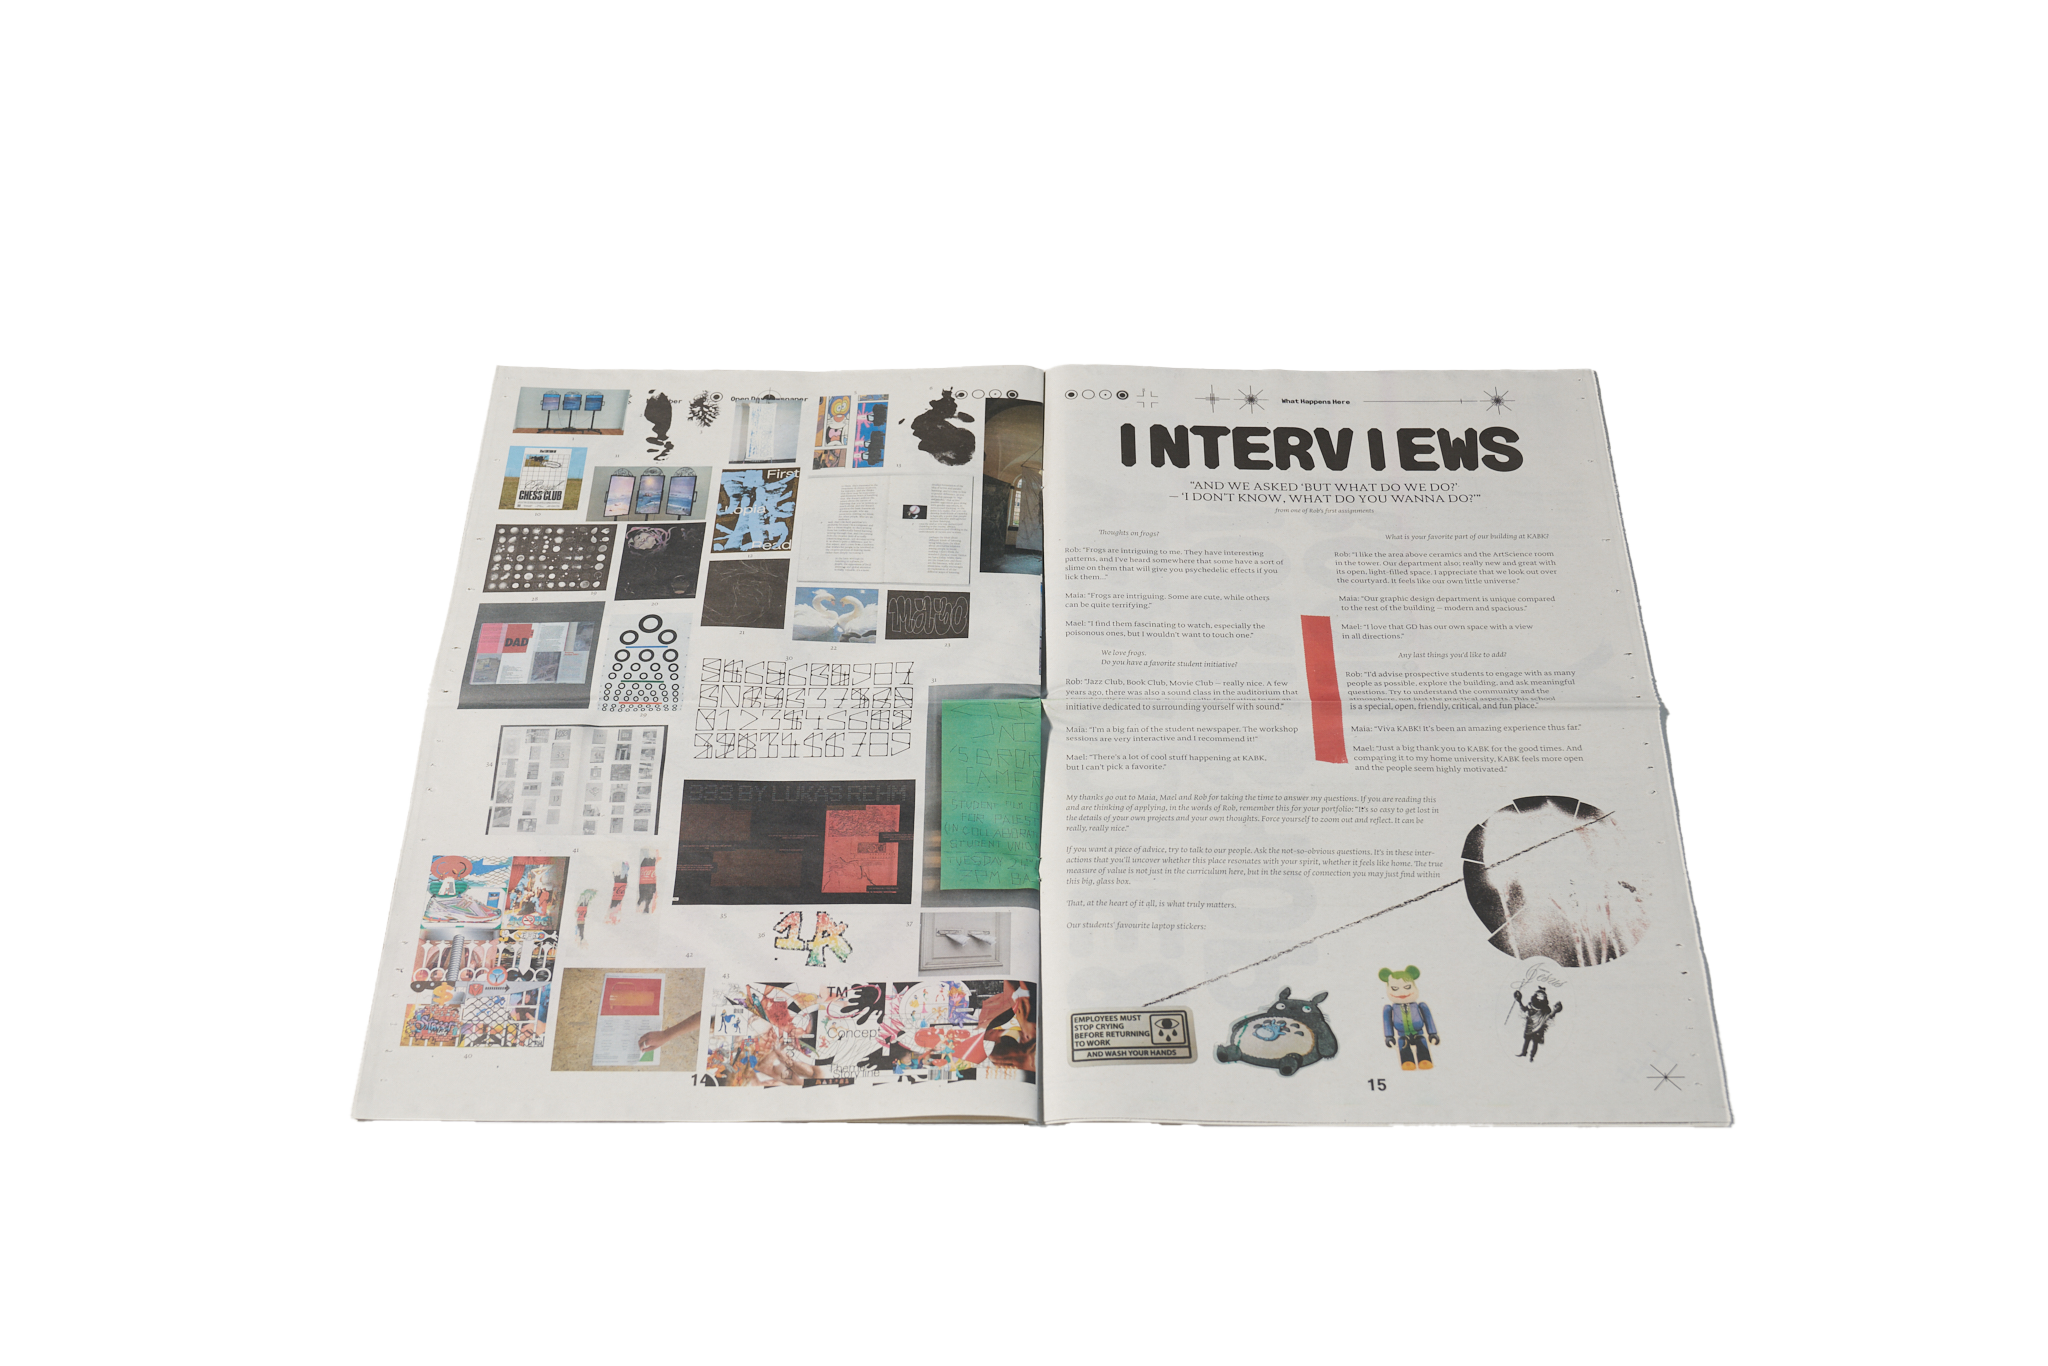 Open Da
CHESS CLUB
First
Lopia
Read
DAD
Mako
933 BY LUKAS REHM
TM
Concept
Storyline
14
What Happens Here
INTERVIEWS
“AND WE ASKED ‘BUT WHAT DO WE DO?’
— ‘I DON’T KNOW, WHAT DO YOU WANNA DO?’”
from one of Rob's first assignments
Thoughts on frogs?
Rob: “Frogs are intriguing to me. They have interesting
patterns, and I've heard somewhere that some have a sort of
slime on them that will give you psychedelic effects if you
lick them...”
Maia: “Frogs are intriguing. Some are cute, while others
can be quite terrifying.”
Mael: “I find them fascinating to watch, especially the
poisonous ones, but I wouldn't want to touch one.”
We love frogs.
Do you have a favorite student initiative?
Rob: “Jazz Club, Book Club, Movie Club — really nice. A few
years ago, there was also a sound class in the auditorium that
initiative dedicated to surrounding yourself with sound.”
Maia: “I'm a big fan of the student newspaper. The workshop
sessions are very interactive and I recommend it!”
Mael: “There's a lot of cool stuff happening at KABK,
but I can't pick a favorite.”
What is your favorite part of our building at KABK?
Rob: “I like the area above ceramics and the ArtScience room
in the tower. Our department also; really new and great with
its open, light-filled space. I appreciate that we look out over
the courtyard. It feels like our own little universe.”
Maia: “Our graphic design department is unique compared
to the rest of the building — modern and spacious.”
Mael: “I love that GD has our own space with a view
in all directions.”
Any last things you'd like to add?
Rob: “I'd advise prospective students to engage with as many
people as possible, explore the building, and ask meaningful
questions. Try to understand the community and the
atmosphere, not just the practical aspects. This school
is a special, open, friendly, critical, and fun place.”
Maia: “Viva KABK! It's been an amazing experience thus far.”
Mael: “Just a big thank you to KABK for the good times. And
comparing it to my home university, KABK feels more open
and the people seem highly motivated.”
My thanks go out to Maia, Mael and Rob for taking the time to answer my questions. If you are reading this
and are thinking of applying, in the words of Rob, remember this for your portfolio: “It's so easy to get lost in
the details of your own projects and your own thoughts. Force yourself to zoom out and reflect. It can be
really, really nice.”
If you want a piece of advice, try to talk to our people. Ask the not-so-obvious questions. It's in these inter-
actions that you'll uncover whether this place resonates with your spirit, whether it feels like home. The true
measure of value is not just in the curriculum here, but in the sense of connection you may just find within
this big, glass box.
That, at the heart of it all, is what truly matters.
Our students' favourite laptop stickers:
EMPLOYEES MUST
STOP CRYING
BEFORE RETURNING
TO WORK
AND WASH YOUR HANDS
15